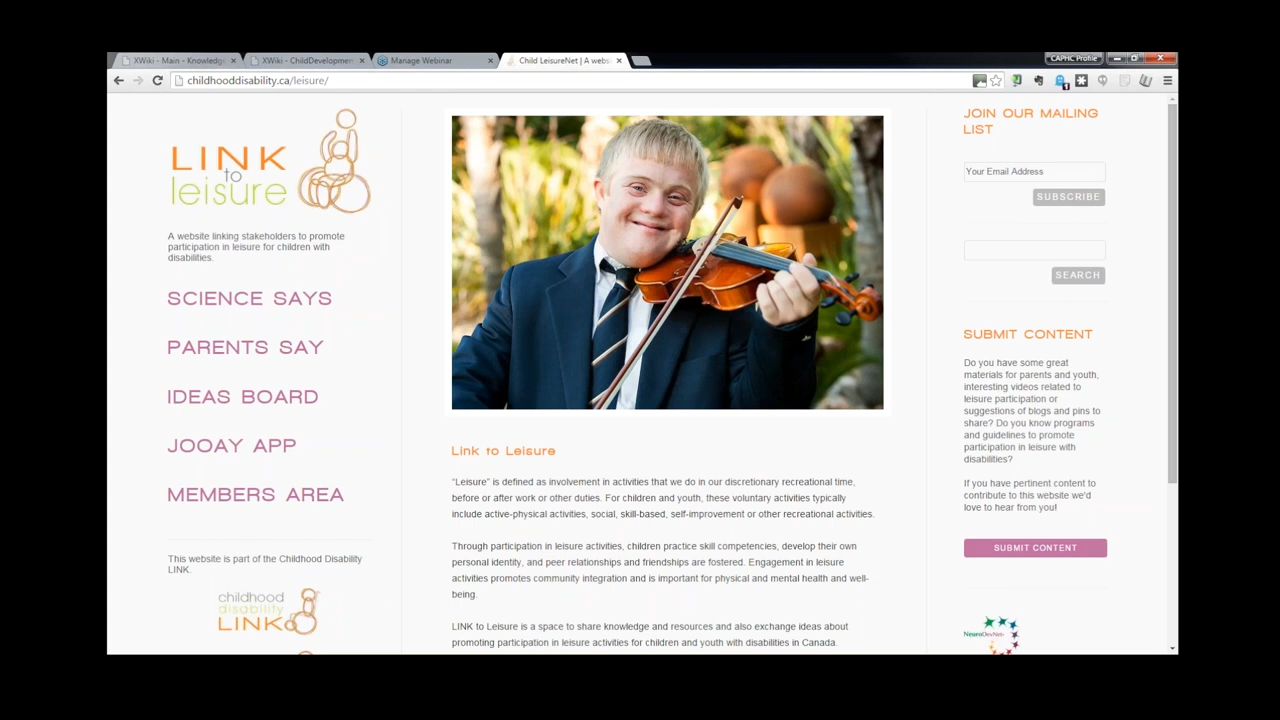 XWiki - Main - Knowledg
XWiki - ChildDevelopmen
Manage Webinar
Child LeisureNet | A websi
CAPHC Profile
childhooddisability.ca/leisure/
LINK
to
leisure
A website linking stakeholders to promote
participation in leisure for children with
disabilities.
SCIENCE SAYS
PARENTS SAY
IDEAS BOARD
JOOAY APP
MEMBERS AREA
This website is part of the Childhood Disability
LINK.
childhood
disability
LINK
Link to Leisure
“Leisure” is defined as involvement in activities that we do in our discretionary recreational time,
before or after work or other duties. For children and youth, these voluntary activities typically
include active-physical activities, social, skill-based, self-improvement or other recreational activities.
Through participation in leisure activities, children practice skill competencies, develop their own
personal identity, and peer relationships and friendships are fostered. Engagement in leisure
activities promotes community integration and is important for physical and mental health and well-
being.
LINK to Leisure is a space to share knowledge and resources and also exchange ideas about
promoting participation in leisure activities for children and youth with disabilities in Canada.
JOIN OUR MAILING
LIST
Your Email Address
SUBSCRIBE
SEARCH
SUBMIT CONTENT
Do you have some great
materials for parents and youth,
interesting videos related to
leisure participation or
suggestions of blogs and pins to
share? Do you know programs
and guidelines to promote
participation in leisure with
disabilities?
If you have pertinent content to
contribute to this website we'd
love to hear from you!
SUBMIT CONTENT
NeuroDevNet